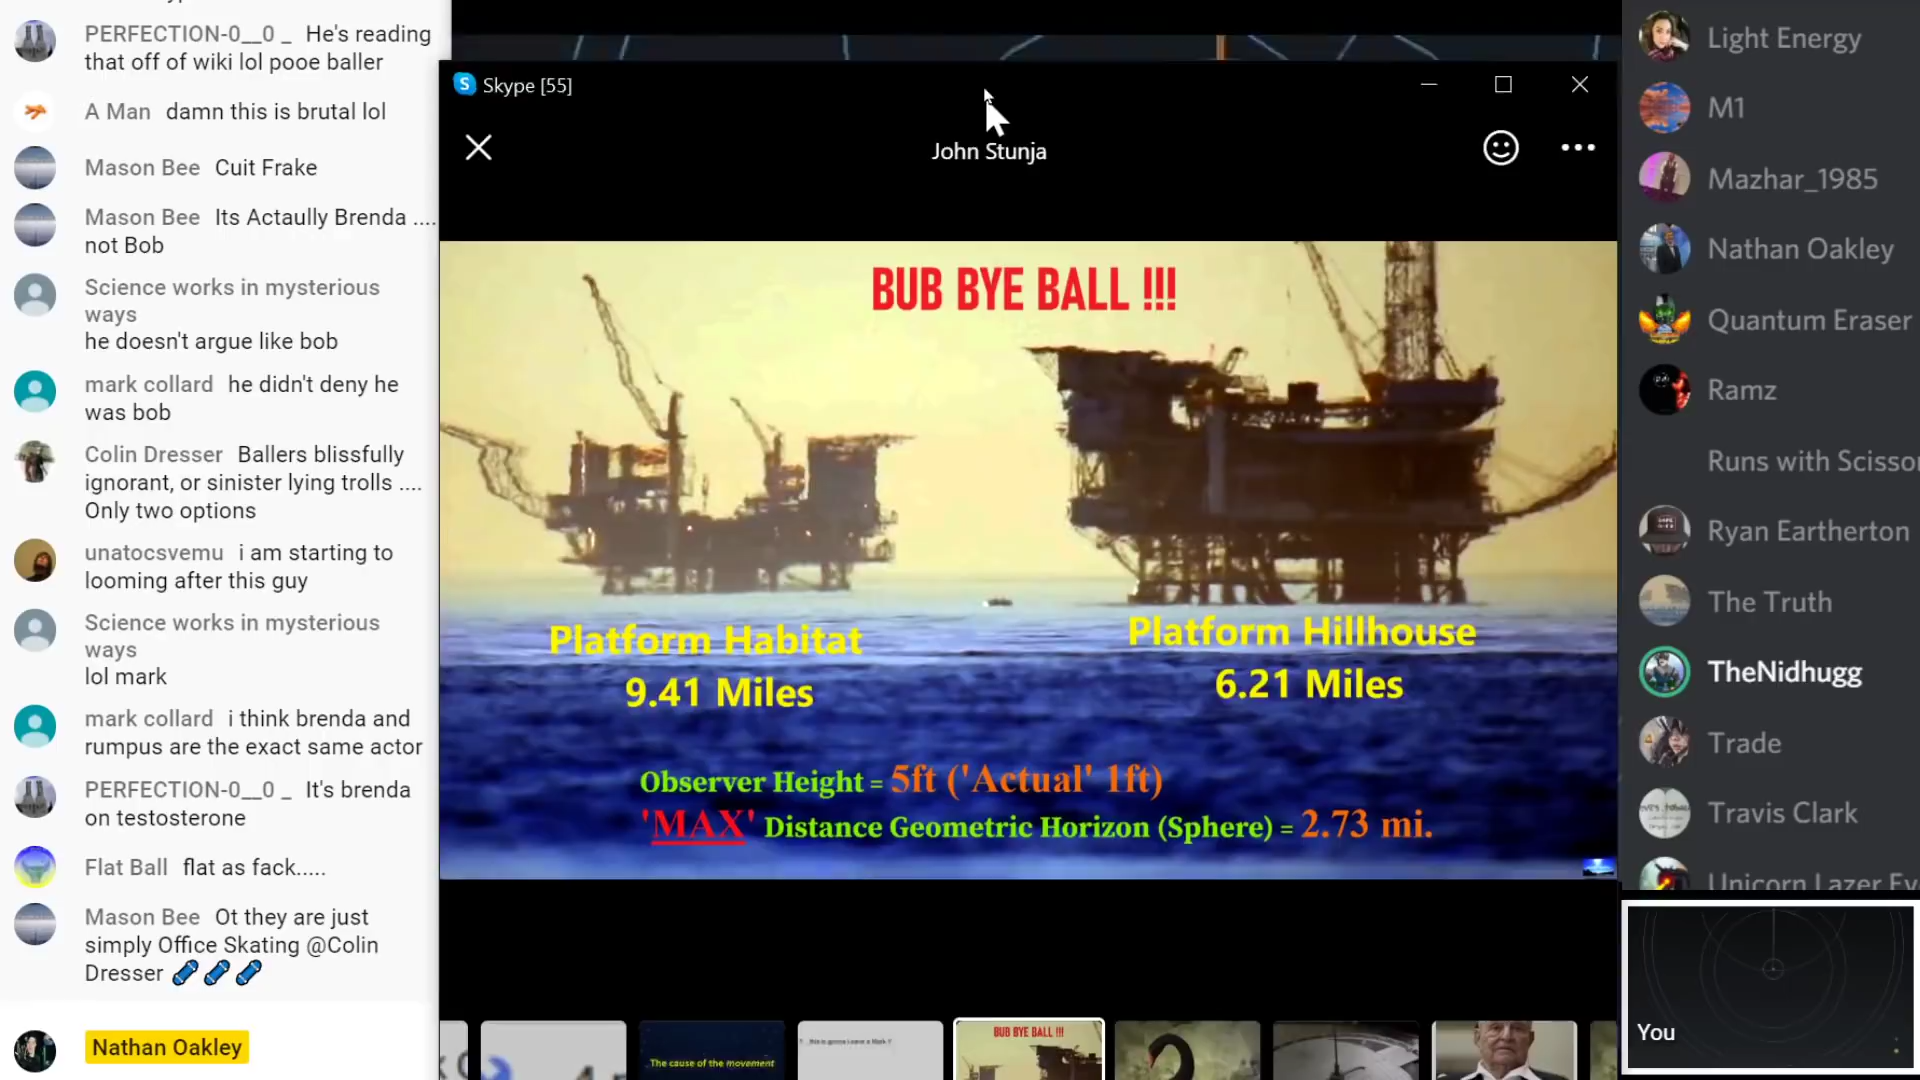 PERFECTION-0__0 _ He's reading
that off of wiki lol pooe baller
A Man damn this is brutal lol
Mason Bee Cuit Frake
Mason Bee Its Actaully Brenda ....
not Bob
Science works in mysterious
ways
he doesn't argue like bob
mark collard he didn't deny he
was bob
Colin Dresser Ballers blissfully
ignorant, or sinister lying trolls ....
Only two options
unatocsvemu i am starting to
looming after this guy
Science works in mysterious
ways
lol mark
mark collard i think brenda and
rumpus are the exact same actor
PERFECTION-0__0 _ It's brenda
on testosterone
Flat Ball flat as fack.....
Mason Bee Ot they are just
simply Office Skating @Colin
Dresser
Nathan Oakley
Skype [55]
John Stunja
BUB BYE BALL !!!
Platform Habitat
9.41 Miles
Platform Hillhouse
6.21 Miles
Observer Height = 5ft ('Actual' 1ft)
'MAX' Distance Geometric Horizon (Sphere) = 2.73 mi.
The cause of the movement
BUB BYE BALL !!!
Light Energy
M1
Mazhar_1985
Nathan Oakley
Quantum Eraser
Ramz
Runs with Scissor
Ryan Eartherton
The Truth
TheNidhugg
Trade
Travis Clark
Unicorn Lazer Ey
You